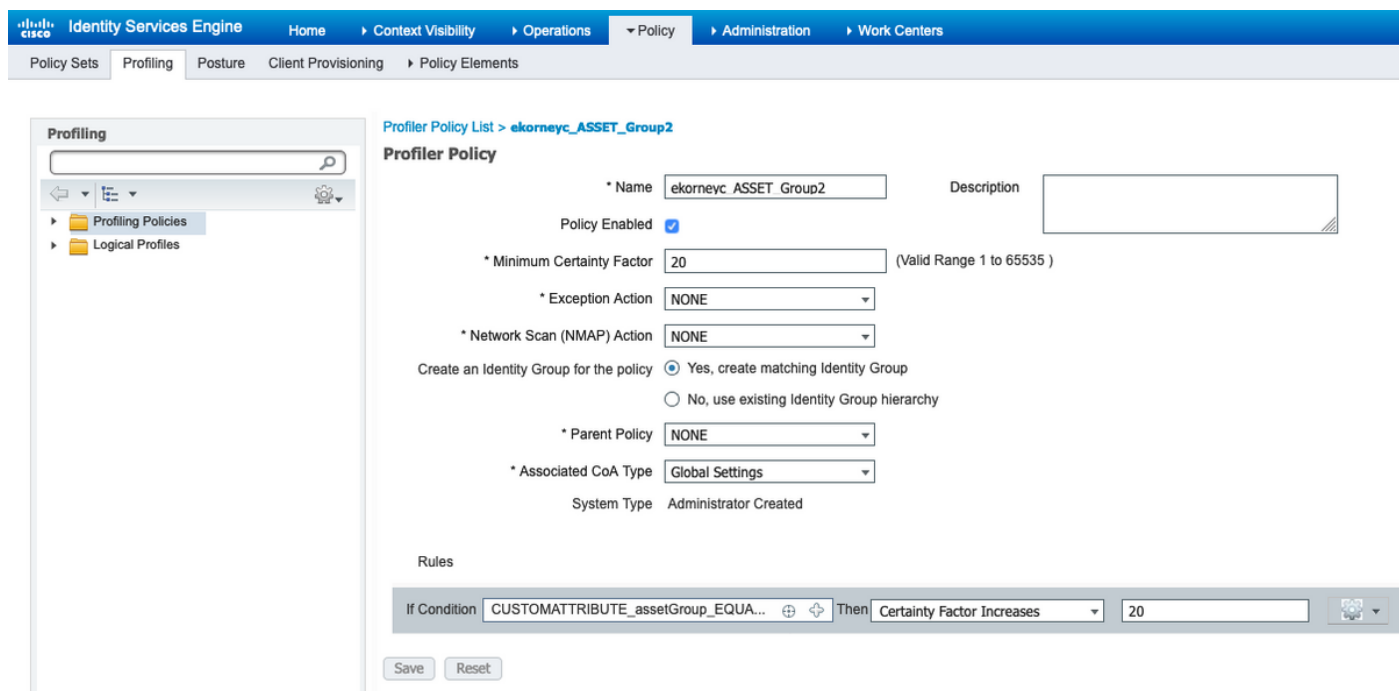 cisco Identity Services Engine Home Context Visibility Operations Policy Administration Work Centers
Policy Sets Profiling Posture Client Provisioning Policy Elements
Profiling
Profiling Policies
Logical Profiles
Profiler Policy List > ekorneyc_ASSET_Group2
Profiler Policy
* Name ekorneyc_ASSET_Group2 Description
Policy Enabled
* Minimum Certainty Factor 20 (Valid Range 1 to 65535 )
* Exception Action NONE
* Network Scan (NMAP) Action NONE
Create an Identity Group for the policy Yes, create matching Identity Group
No, use existing Identity Group hierarchy
* Parent Policy NONE
* Associated CoA Type Global Settings
System Type Administrator Created
Rules
If Condition CUSTOMATTRIBUTE_assetGroup_EQUA... Then Certainty Factor Increases 20
Save Reset